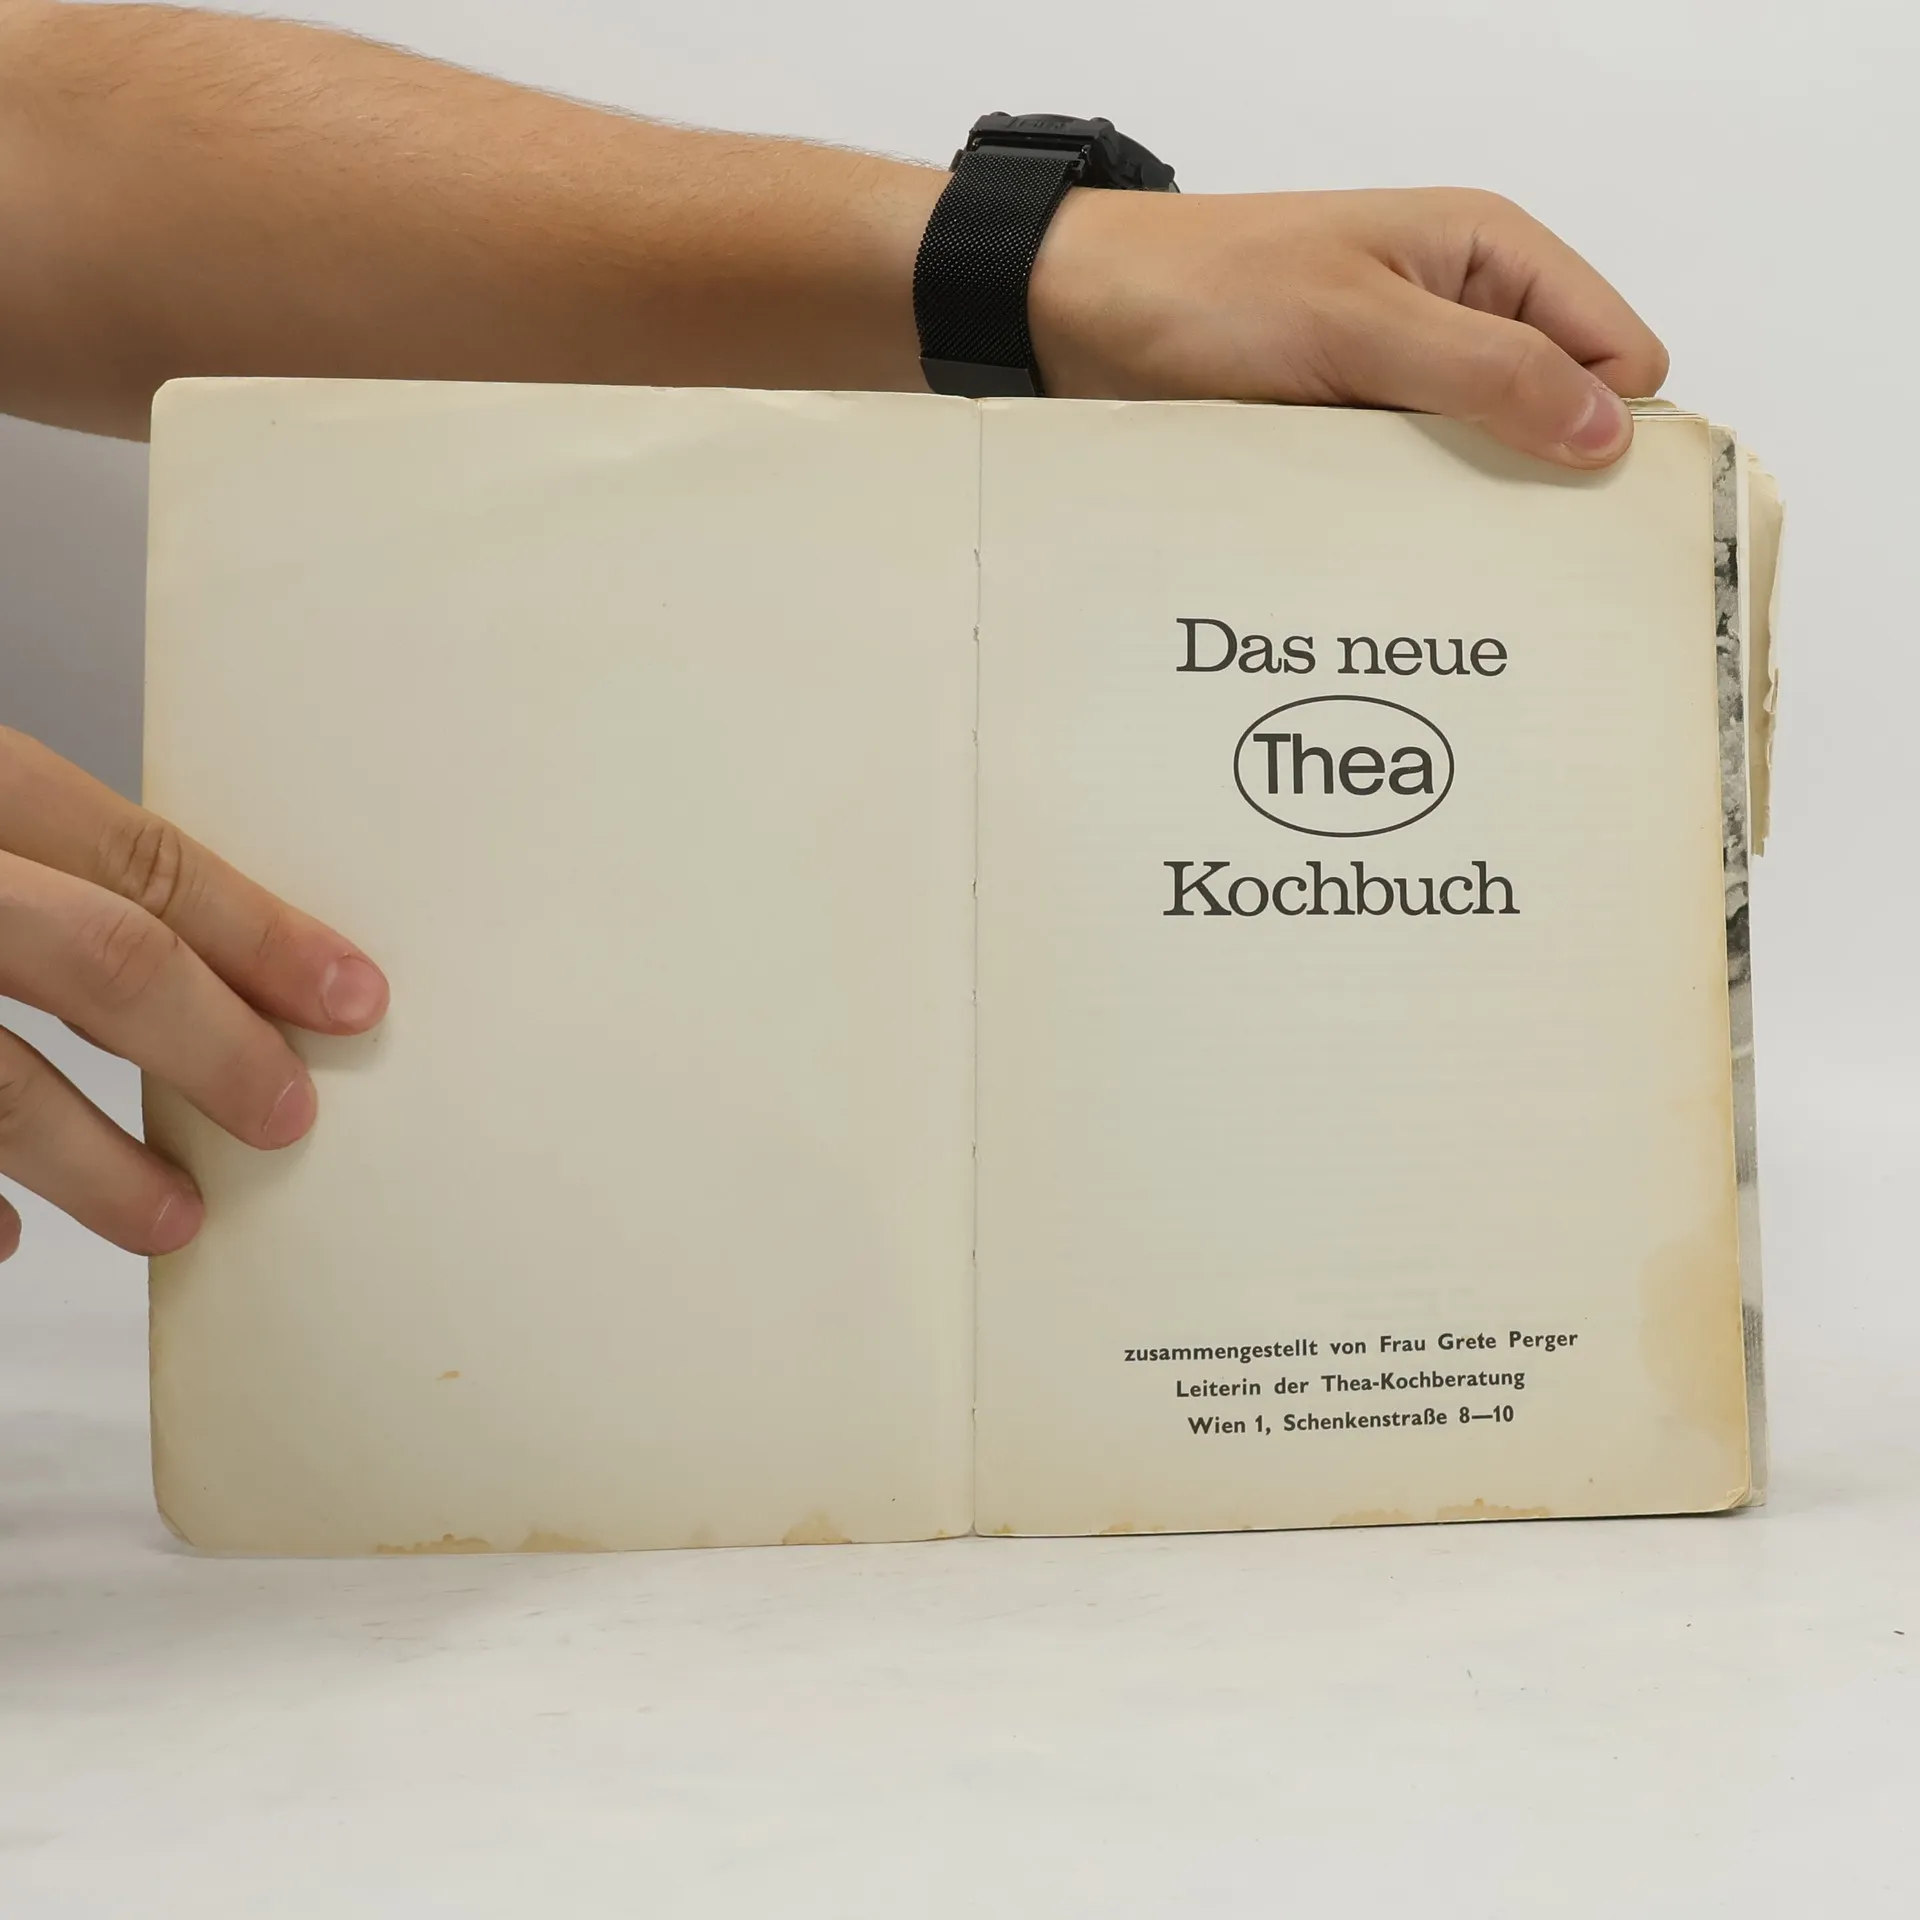 Das neue
Thea
Kochbuch
zusammengestellt von Frau Grete Perger
Leiterin der Thea-Kochberatung
Wien 1, Schenkenstraße 8—10